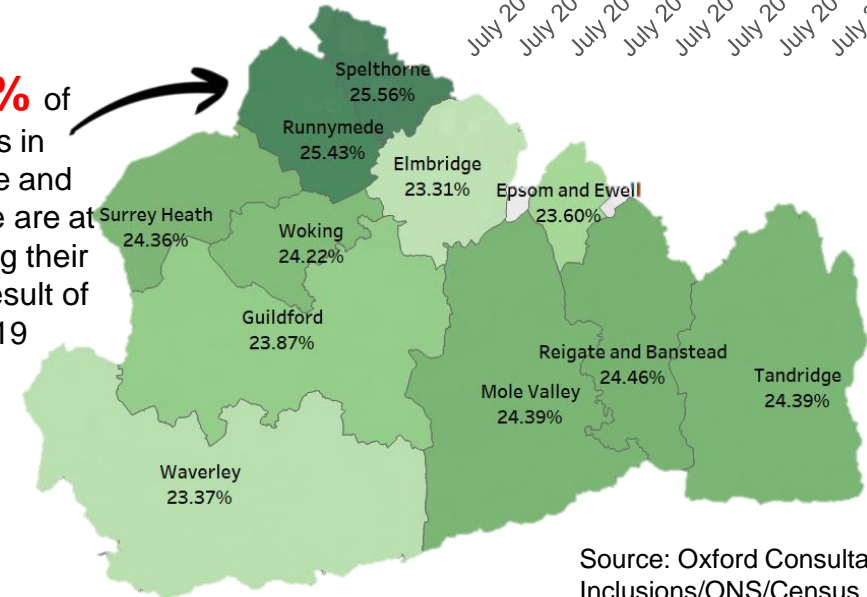 July 20
July 20
July 20
July 20
July 20
July 20
July 20
July 2
% of
s in
e and
e are at
g their
esult of
19
Spelthorne
25.56%
Runnymede
25.43%
Elmbridge
23.31%
Epsom and Ewell
23.60%
Surrey Heath
24.36%
Woking
24.22%
Guildford
23.87%
Reigate and Banstead
24.46%
Mole Valley
24.39%
Tandridge
24.39%
Waverley
23.37%
Source: Oxford Consulta
Inclusions/ONS/Census